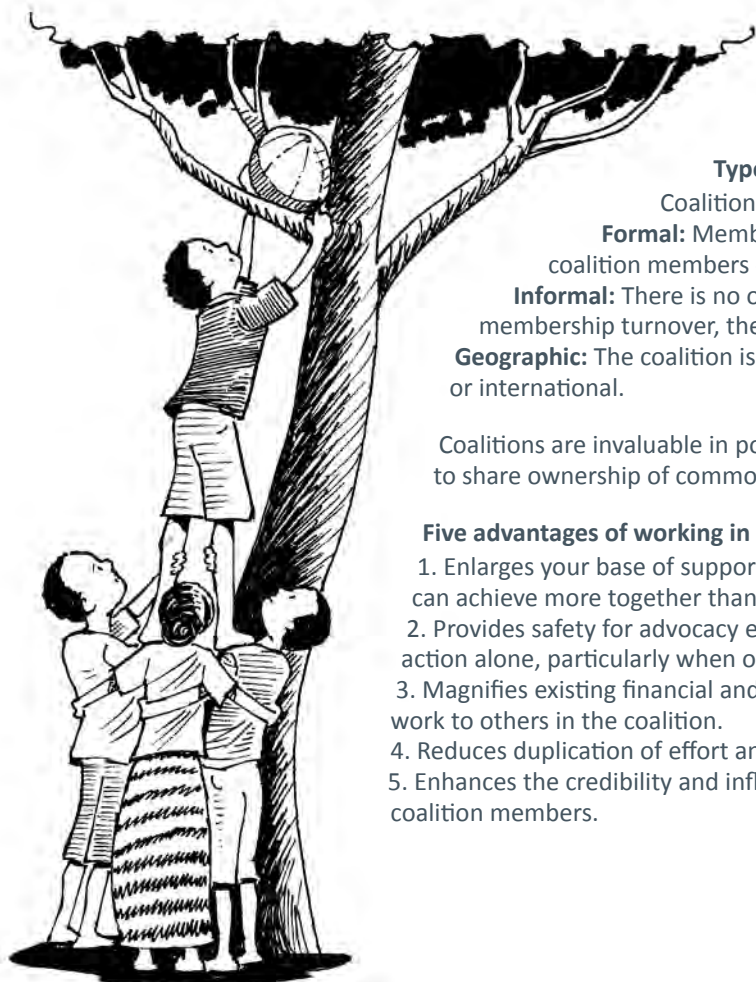 Type
Coalition
Formal: Memb
coalition members
Informal: There is no
membership turnover, the
Geographic: The coalition is
or international.
Coalitions are invaluable in po
to share ownership of commo
Five advantages of working in
1. Enlarges your base of suppor
can achieve more together than
2. Provides safety for advocacy e
action alone, particularly when o
3. Magnifies existing financial and
work to others in the coalition.
4. Reduces duplication of effort an
5. Enhances the credibility and infl
coalition members.